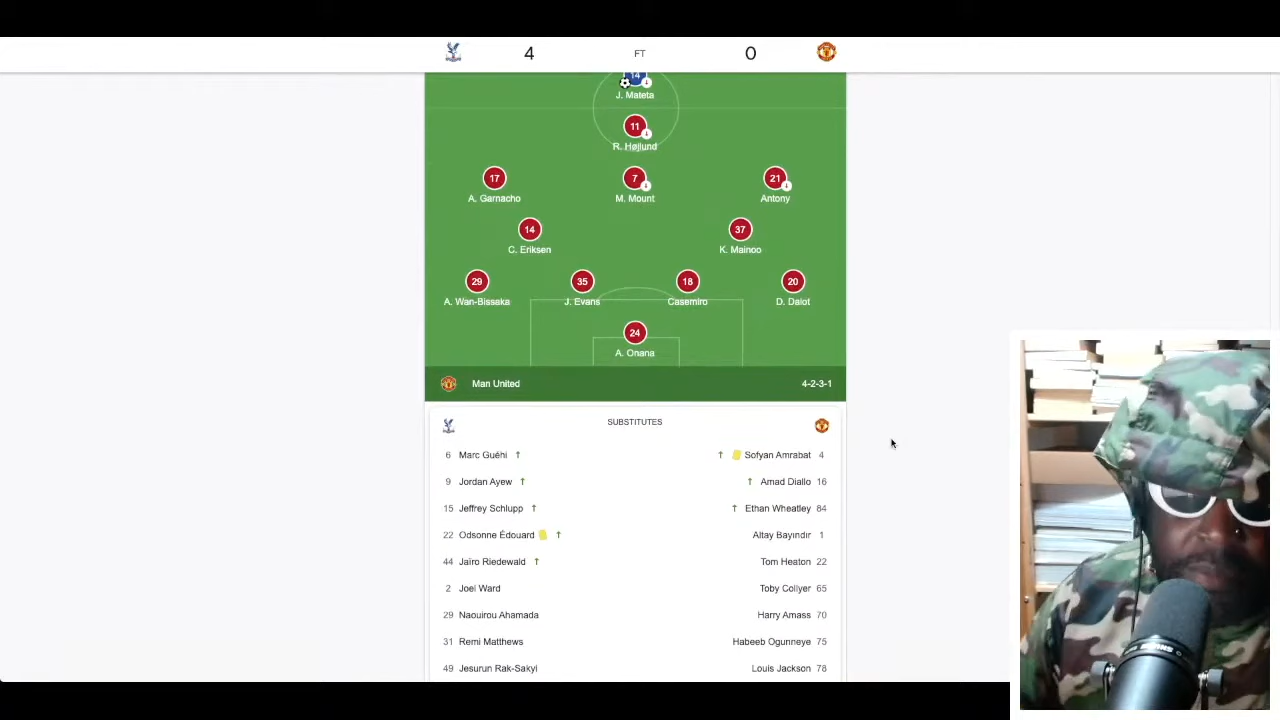 4 FT 0
14
J. Mateta
11
R. Højlund
17 7 21
A. Garnacho M. Mount Antony
14 37
C. Eriksen K. Mainoo
29 35 18 20
A. Wan-Bissaka J. Evans Casemiro D. Dalot
24
A. Onana
Man United 4-2-3-1
SUBSTITUTES
6 Marc Guéhi ↑ ↑ Sofyan Amrabat 4
9 Jordan Ayew ↑ ↑ Amad Diallo 16
15 Jeffrey Schlupp ↑ ↑ Ethan Wheatley 84
22 Odsonne Édouard ↑ Altay Bayındır 1
44 Jaïro Riedewald ↑ Tom Heaton 22
2 Joel Ward Toby Collyer 65
29 Naouirou Ahamada Harry Amass 70
31 Remi Matthews Habeeb Ogunneye 75
49 Jesurun Rak-Sakyi Louis Jackson 78